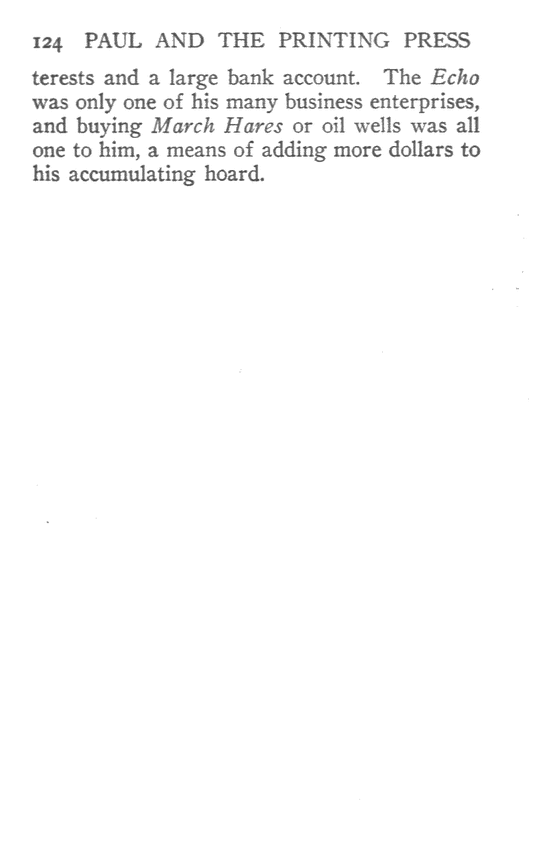 124 PAUL AND THE PRINTING PRESS
terests and a large bank account. The Echo
was only one of his many business enterprises,
and buying March Hares or oil wells was all
one to him, a means of adding more dollars to
his accumulating hoard.